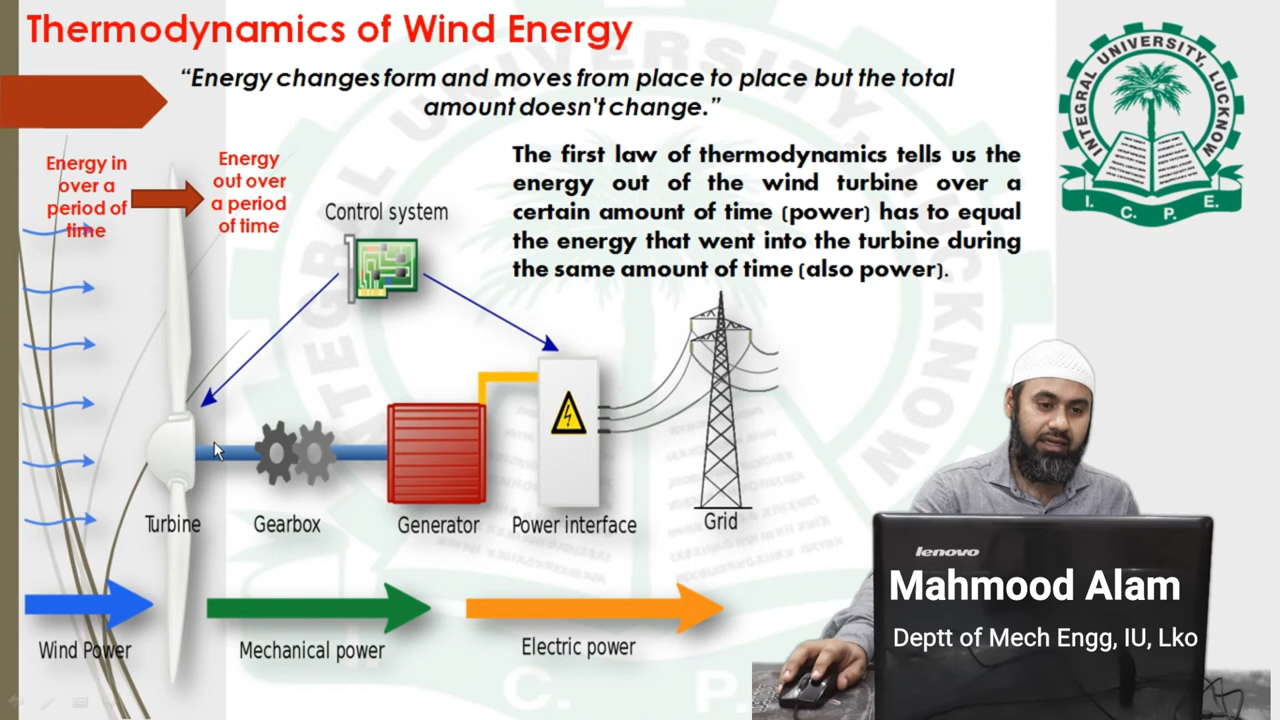 Thermodynamics of Wind Energy
“Energy changes form and moves from place to place but the total
amount doesn't change.”
Energy in
over a
period of
time
Energy
out over
a period
of time
Control system
The first law of thermodynamics tells us the
energy out of the wind turbine over a
certain amount of time (power) has to equal
the energy that went into the turbine during
the same amount of time (also power).
Turbine
Gearbox
Generator
Power interface
Grid
Wind Power
Mechanical power
Electric power
INTEGRAL UNIVERSITY, LUCKNOW
I. C. P. E.
lenovo
Mahmood Alam
Deptt of Mech Engg, IU, Lko